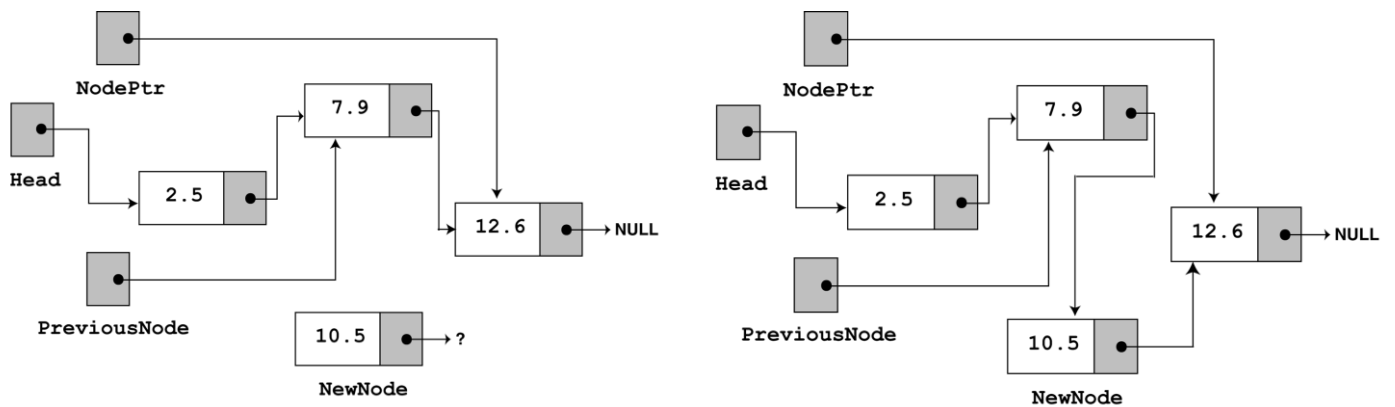 NodePtr
7.9
Head
2.5
12.6
NULL
PreviousNode
10.5
?
NewNode
NodePtr
7.9
Head
2.5
12.6
NULL
PreviousNode
10.5
NewNode